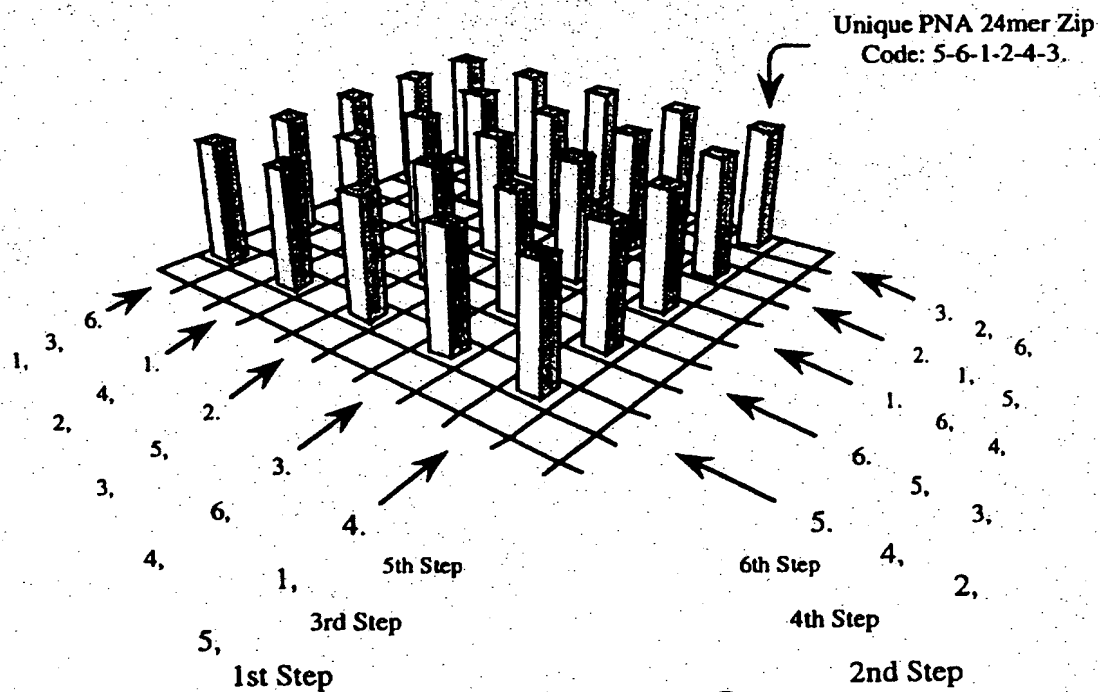 Unique PNA 24mer Zip
Code: 5-6-1-2-4-3.
1, 3, 6.
2, 4, 1.
3, 5, 2.
4, 6, 3.
5, 1, 4.
3. 2, 6,
2. 1, 5,
1. 6, 4,
6. 5, 3,
5. 4, 2,
5th Step
6th Step
3rd Step
4th Step
1st Step
2nd Step